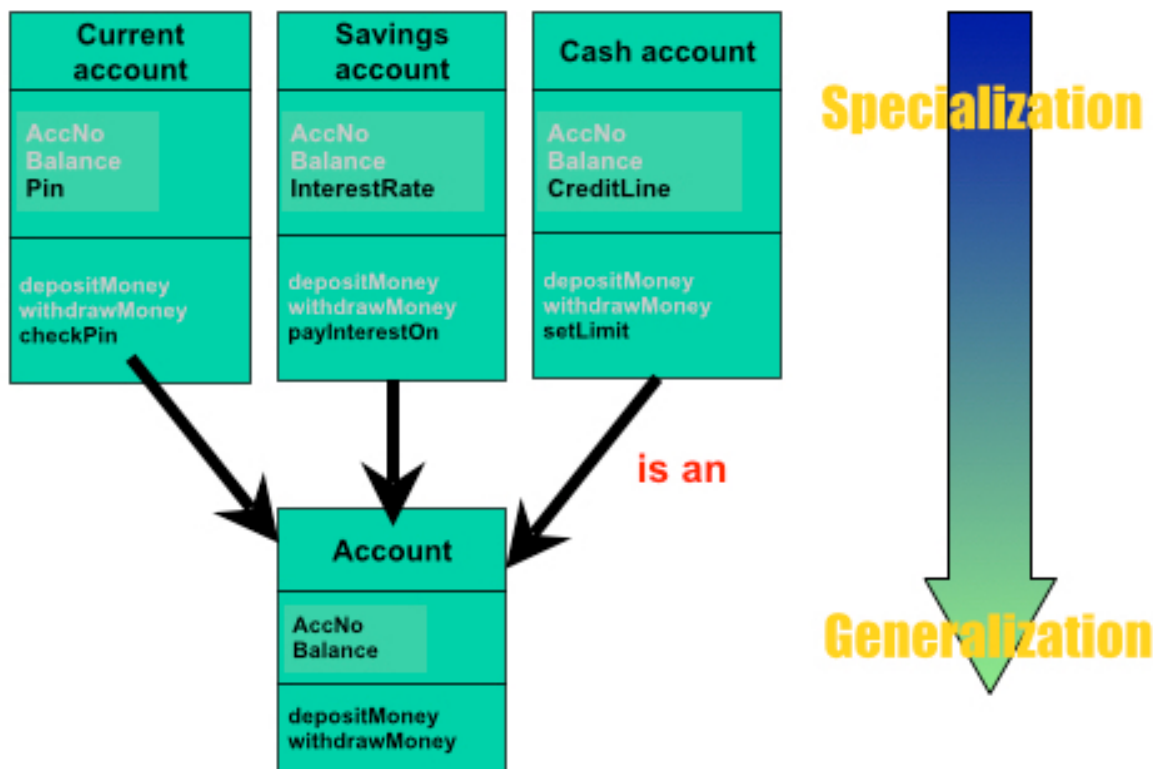 Current
account
AccNo
Balance
Pin
depositMoney
withdrawMoney
checkPin
Savings
account
AccNo
Balance
InterestRate
depositMoney
withdrawMoney
payInterestOn
Cash account
AccNo
Balance
CreditLine
depositMoney
withdrawMoney
setLimit
Specialization
is an
Account
AccNo
Balance
depositMoney
withdrawMoney
Generalization